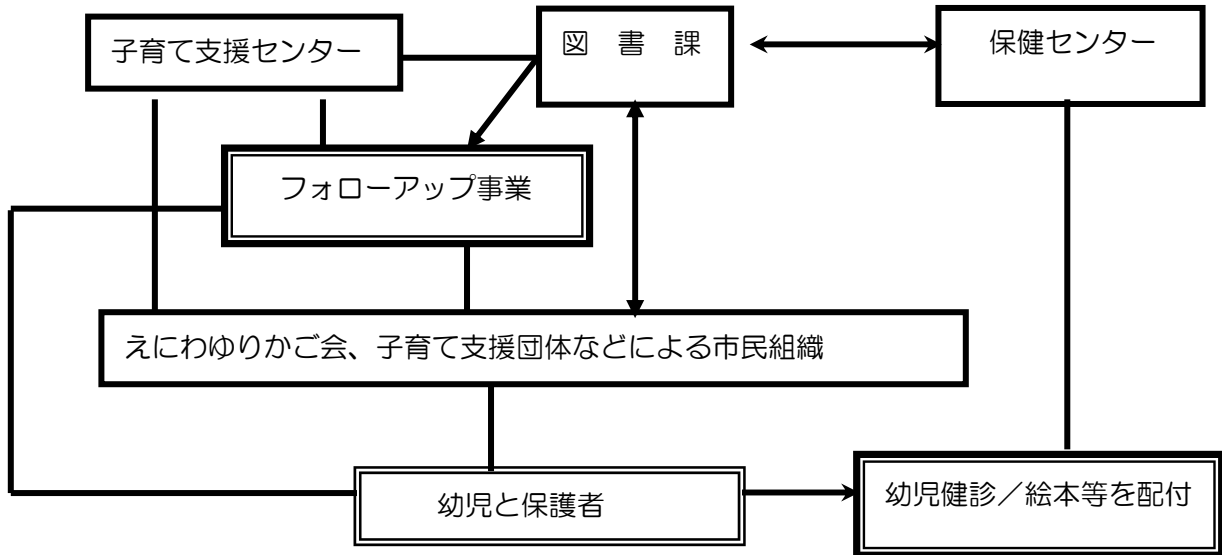 子育て支援センター
図　書　課
保健センター
フォローアップ事業
えにわゆりかご会、子育て支援団体などによる市民組織
幼児と保護者
幼児健診／絵本等を配付